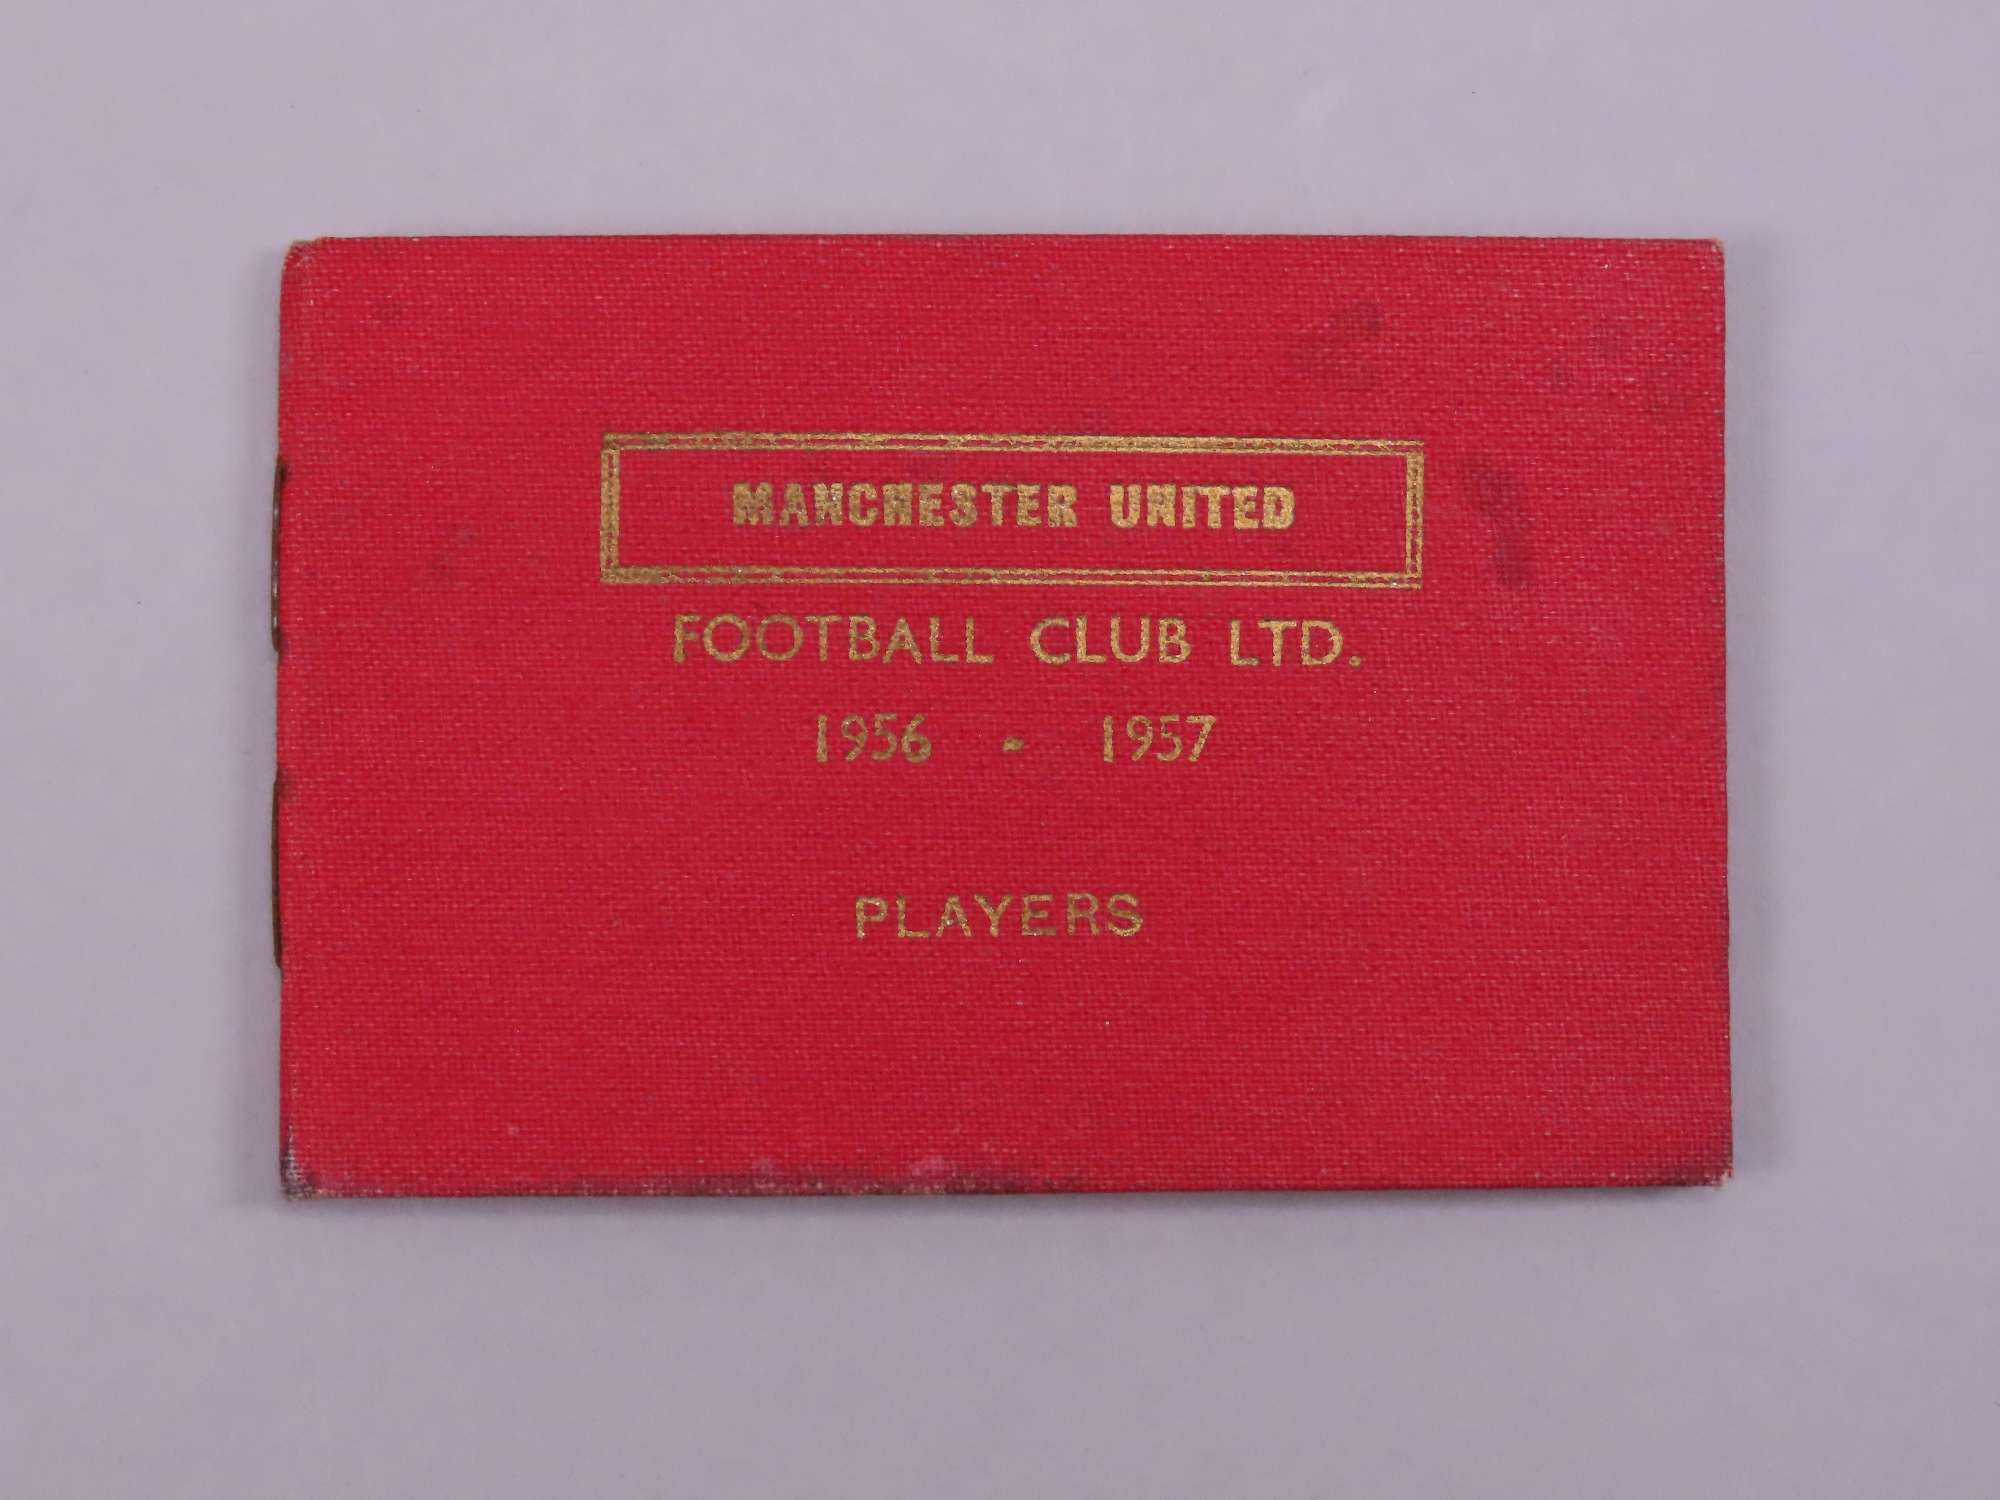 MANCHESTER UNITED
FOOTBALL CLUB LTD.
1956 - 1957
PLAYERS